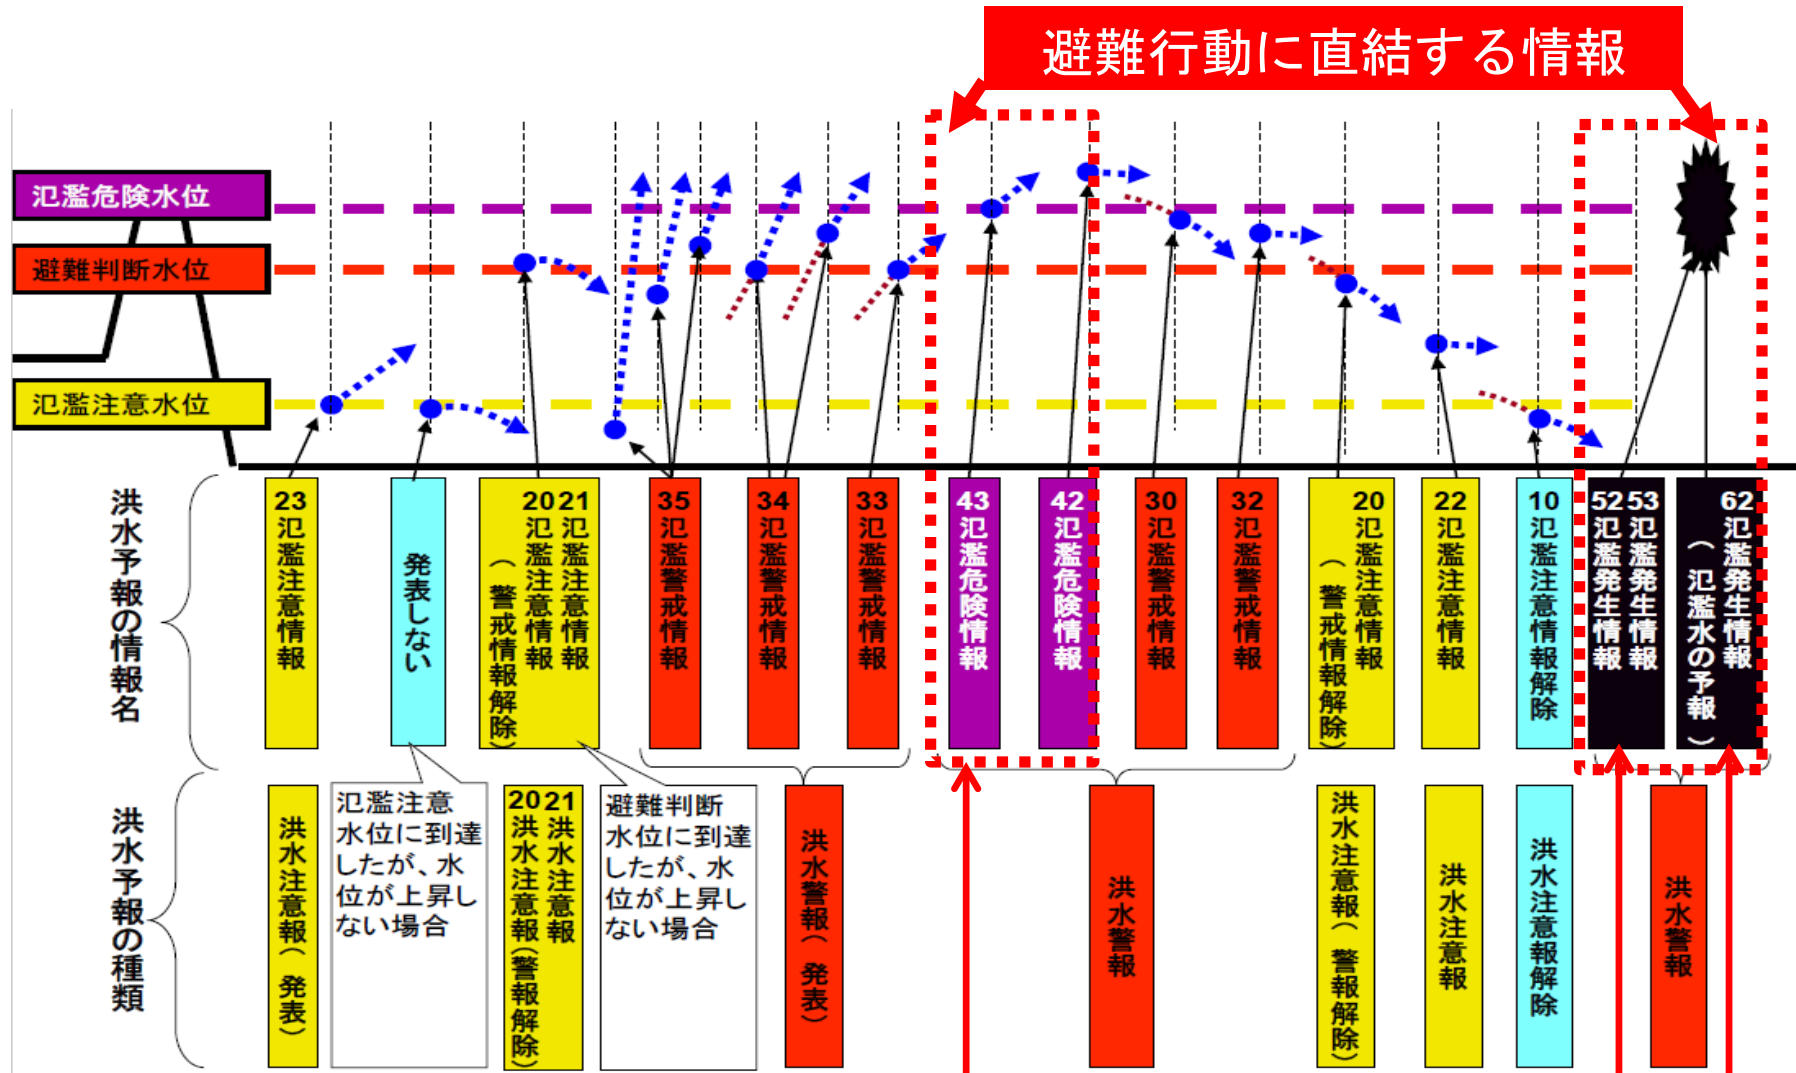 避難行動に直結する情報
氾濫危険水位
避難判断水位
氾濫注意水位
洪水予報の情報名
23
氾濫注意情報
発表しない
20 21
氾濫注意情報
氾濫注意情報
(警戒情報解除)
35
氾濫警戒情報
34
氾濫警戒情報
33
氾濫警戒情報
43
氾濫危険情報
42
氾濫危険情報
30
氾濫警戒情報
32
氾濫警戒情報
20
氾濫注意情報
(警戒情報解除)
22
氾濫注意情報
10
氾濫注意情報解除
52 53
氾濫発生情報
氾濫発生情報
62
氾濫発生情報
(氾濫水の予報)
洪水予報の種類
洪水注意報(発表)
氾濫注意
水位に到達
したが、水
位が上昇し
ない場合
20 21
洪水注意報
洪水注意報(警報解除)
避難判断
水位に到達
したが、水
位が上昇し
ない場合
洪水警報(発表)
洪水警報
洪水注意報(警報解除)
洪水注意報
洪水注意報解除
洪水警報